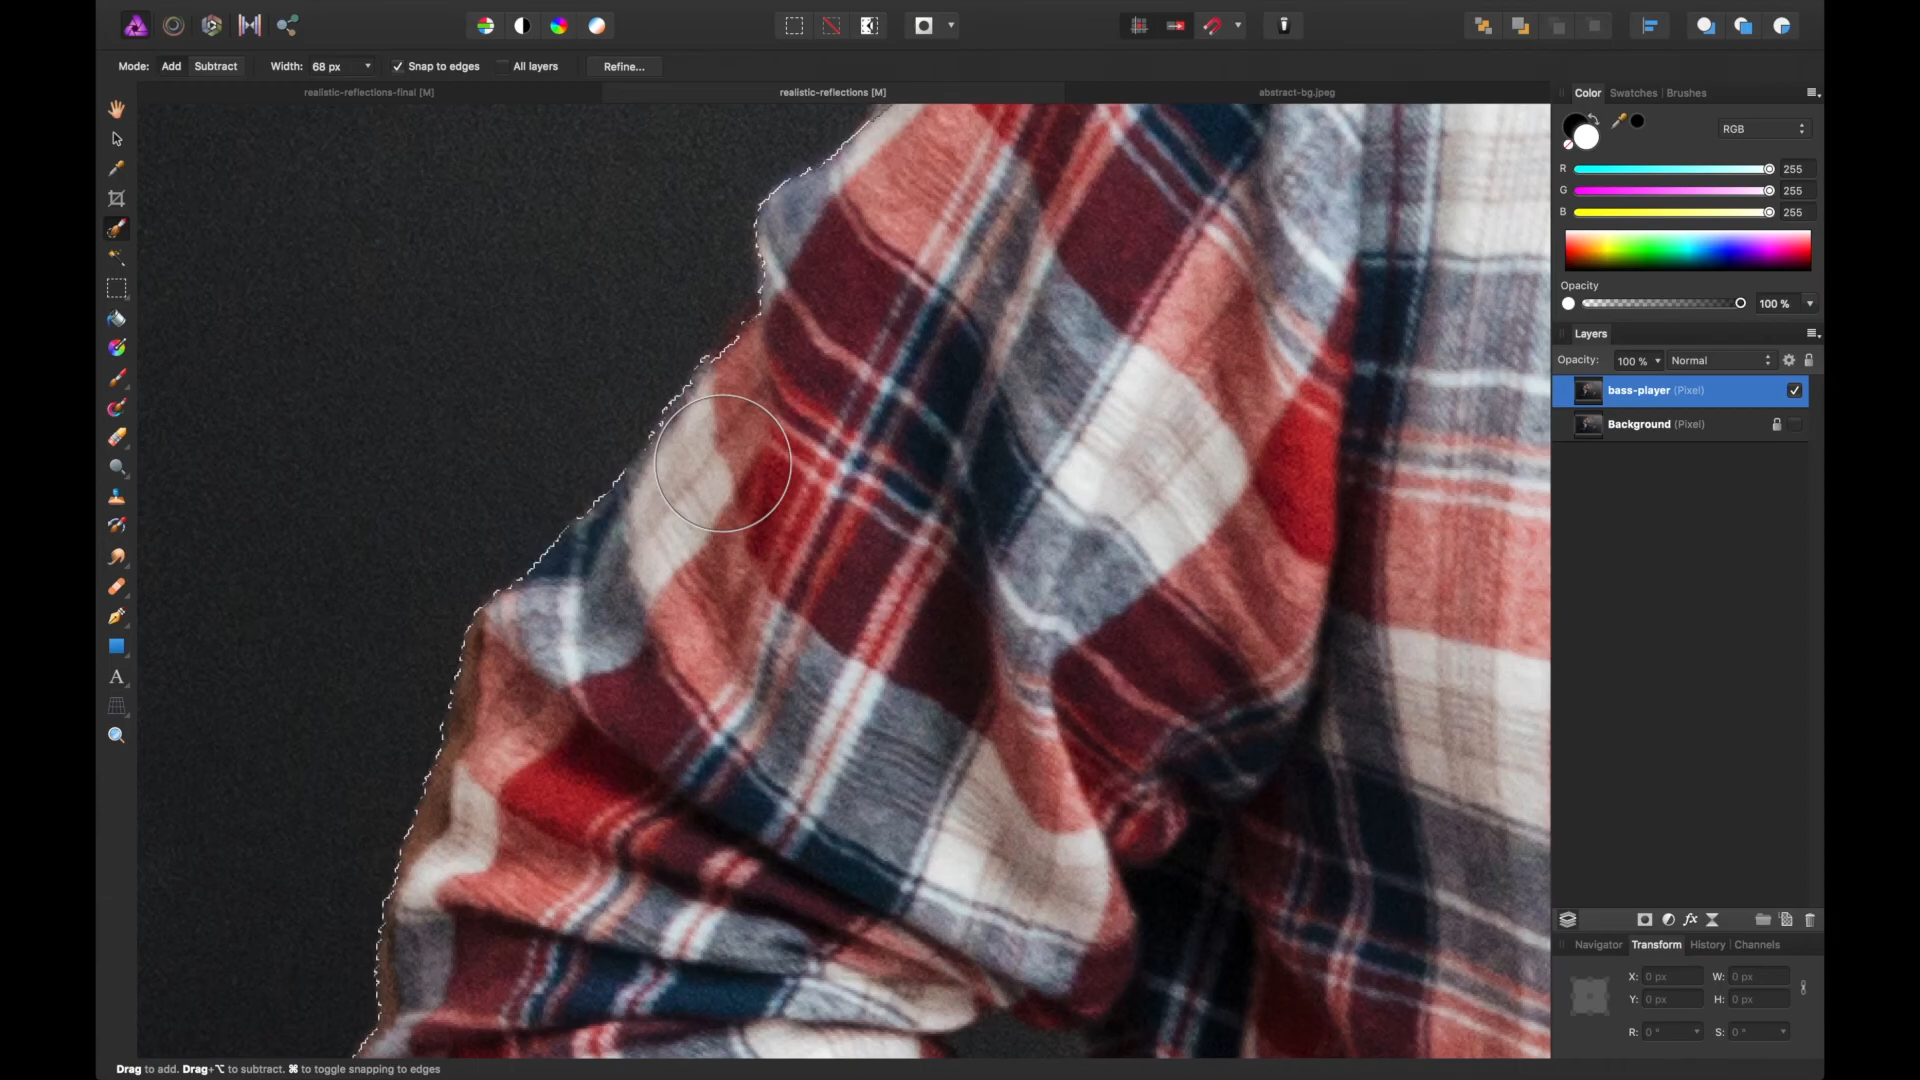 Mode: Add Subtract Width: 68 px Snap to edges All layers Refine...
realistic-reflections-final [M] realistic-reflections [M] abstract-bg.jpeg
Color Swatches Brushes
RGB
R 255
G 255
B 255
Opacity
100 %
Layers
Opacity: 100 % Normal
bass-player (Pixel)
Background (Pixel)
fx
A
Navigator Transform History Channels
X: 0 px W: 0 px
Y: 0 px H: 0 px
R: 0 ° S: 0 °
Drag to add. Drag+⌥ to subtract. ⌘ to toggle snapping to edges